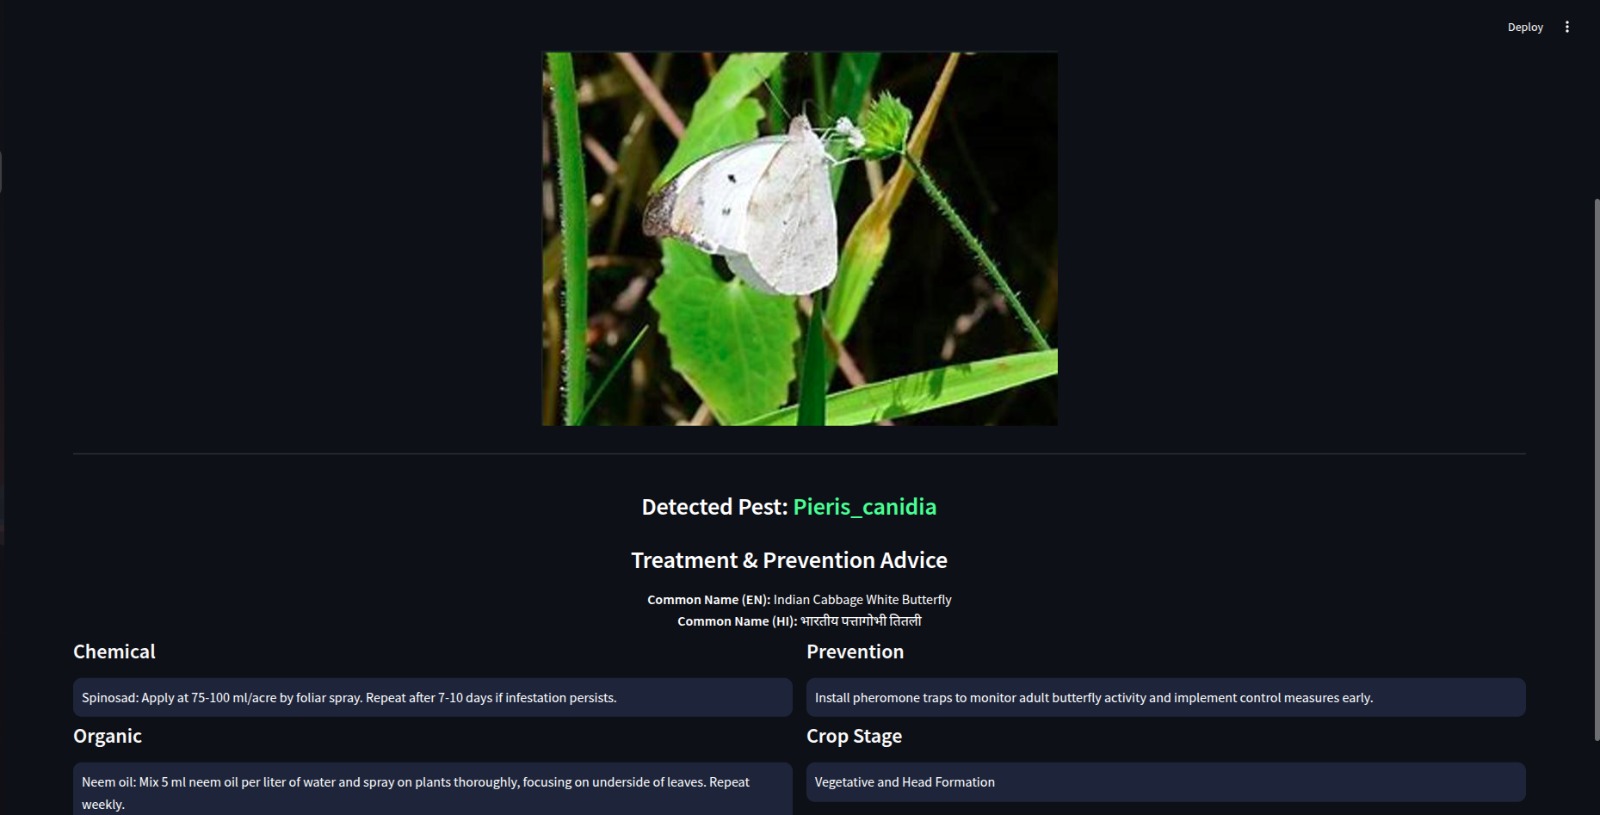 Deploy
Detected Pest: Pieris_canidia
Treatment & Prevention Advice
Common Name (EN): Indian Cabbage White Butterfly
Common Name (HI): भारतीय पत्तागोभी तितली
Chemical
Spinosad: Apply at 75-100 ml/acre by foliar spray. Repeat after 7-10 days if infestation persists.
Prevention
Install pheromone traps to monitor adult butterfly activity and implement control measures early.
Organic
Neem oil: Mix 5 ml neem oil per liter of water and spray on plants thoroughly, focusing on underside of leaves. Repeat
weekly.
Crop Stage
Vegetative and Head Formation